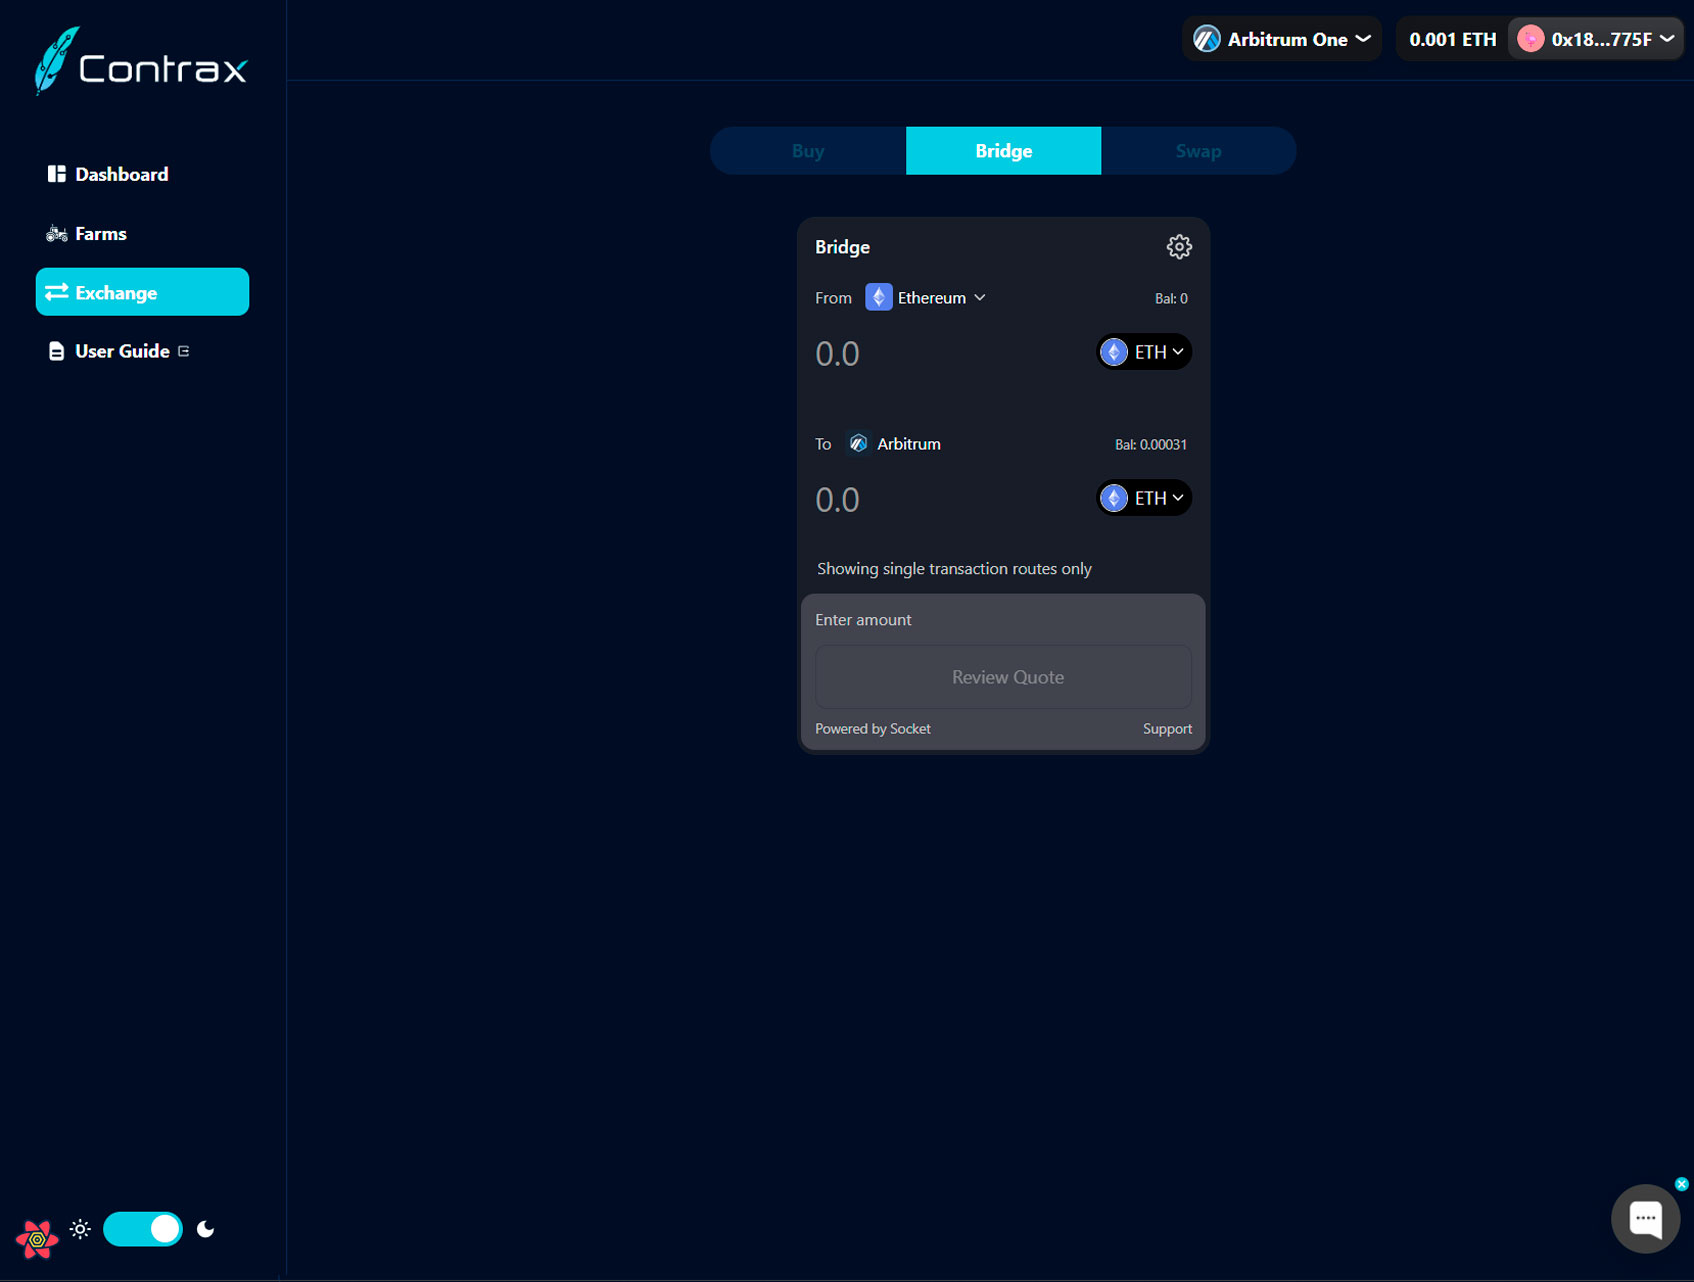 Contrax
Arbitrum One
0.001 ETH
0x18...775F
Dashboard
Farms
Exchange
User Guide
Buy
Bridge
Swap
Bridge
From Ethereum Bal: 0
0.0 ETH
To Arbitrum Bal: 0.00031
0.0 ETH
Showing single transaction routes only
Enter amount
Review Quote
Powered by Socket Support